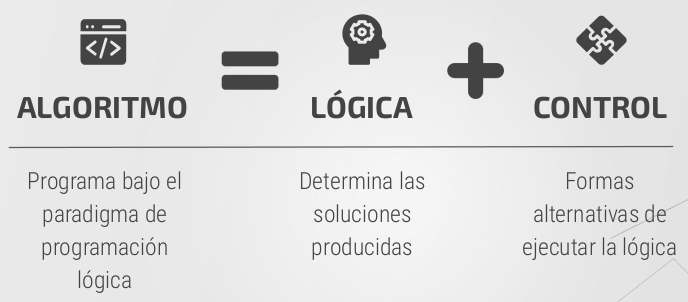 ALGORITMO = LÓGICA + CONTROL
Programa bajo el
paradigma de
programación
lógica
Determina las
soluciones
producidas
Formas
alternativas de
ejecutar la lógica